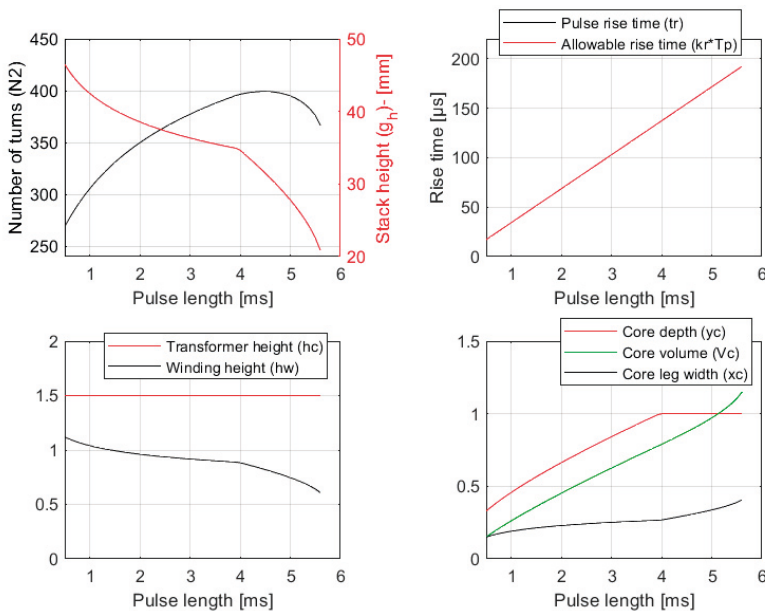 450
400
350
300
250
Number of turns (N2)
50
40
30
20
Stack height (g_h)- [mm]
1 2 3 4 5 6
Pulse length [ms]
Pulse rise time (tr)
Allowable rise time (kr*Tp)
200
150
100
50
0
Rise time [µs]
1 2 3 4 5 6
Pulse length [ms]
2
1.5
1
0.5
0
Transformer height (hc)
Winding height (hw)
1 2 3 4 5 6
Pulse length [ms]
1.5
1
0.5
0
Core depth (yc)
Core volume (Vc)
Core leg width (xc)
1 2 3 4 5 6
Pulse length [ms]